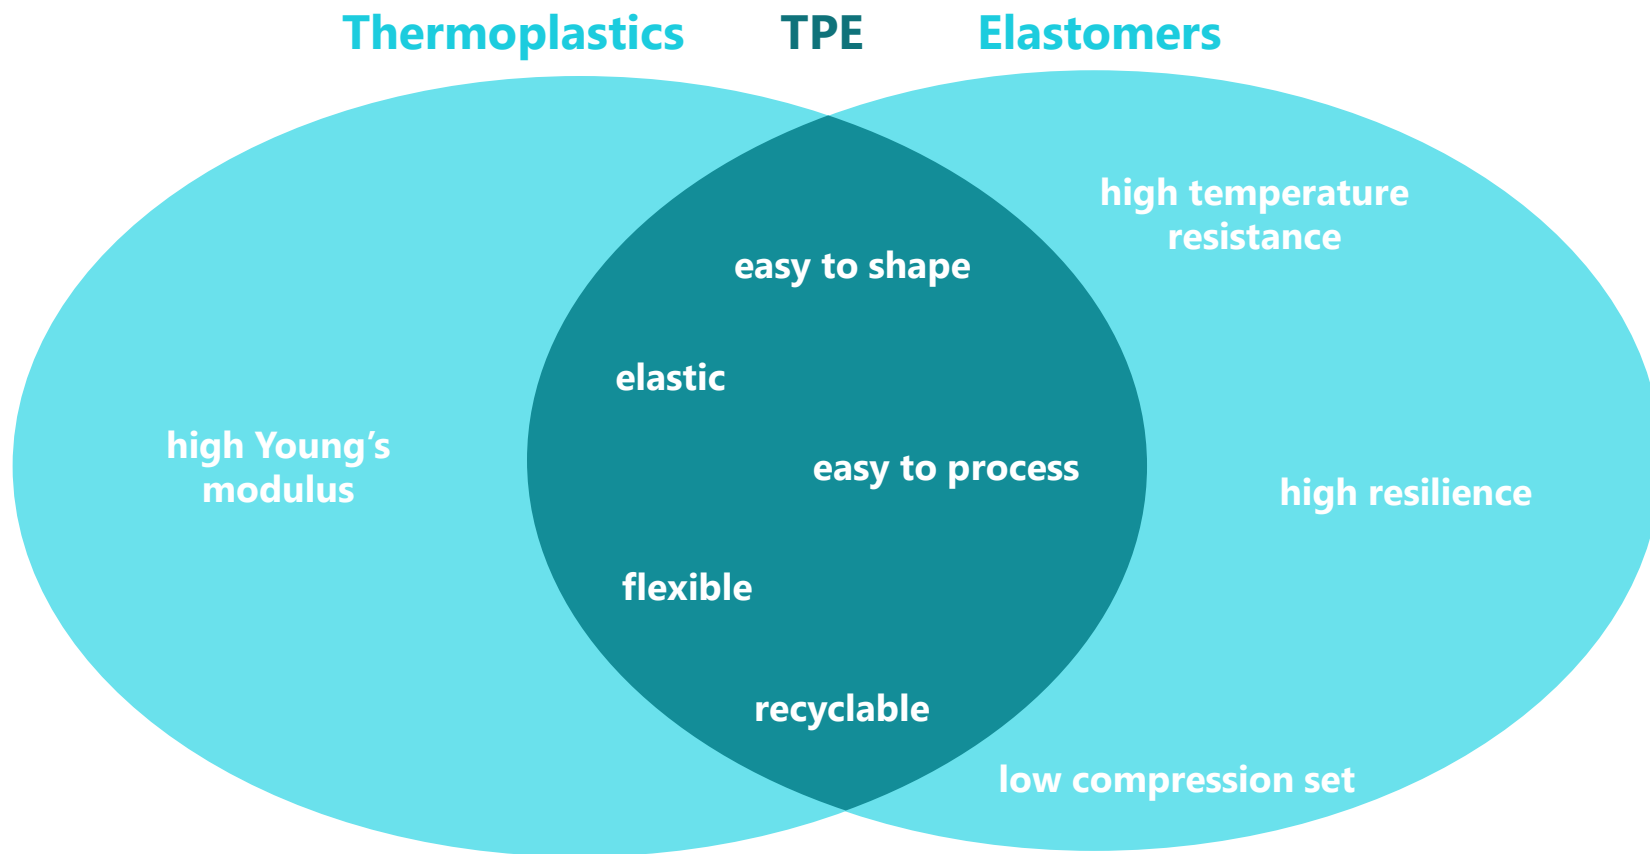 Thermoplastics
TPE
Elastomers
high Young’s
modulus
easy to shape
elastic
easy to process
flexible
recyclable
high temperature
resistance
high resilience
low compression set